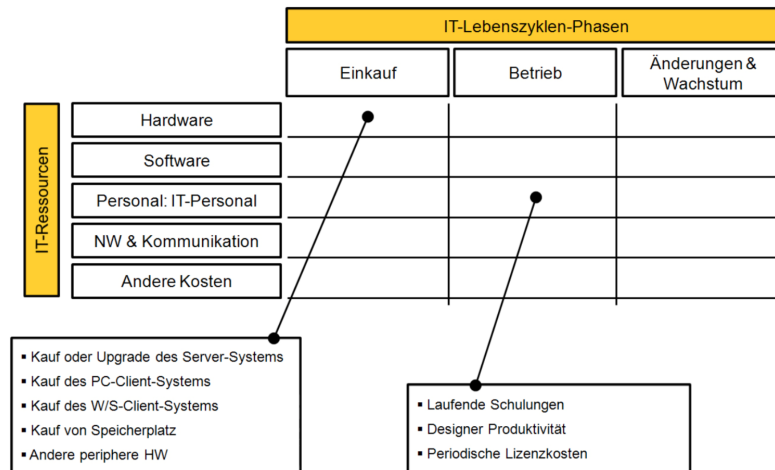 IT-Lebenszyklen-Phasen
Einkauf
Betrieb
Änderungen &
Wachstum
IT-Ressourcen
Hardware
Software
Personal: IT-Personal
NW & Kommunikation
Andere Kosten
▪ Kauf oder Upgrade des Server-Systems
▪ Kauf des PC-Client-Systems
▪ Kauf des W/S-Client-Systems
▪ Kauf von Speicherplatz
▪ Andere periphere HW
▪ Laufende Schulungen
▪ Designer Produktivität
▪ Periodische Lizenzkosten